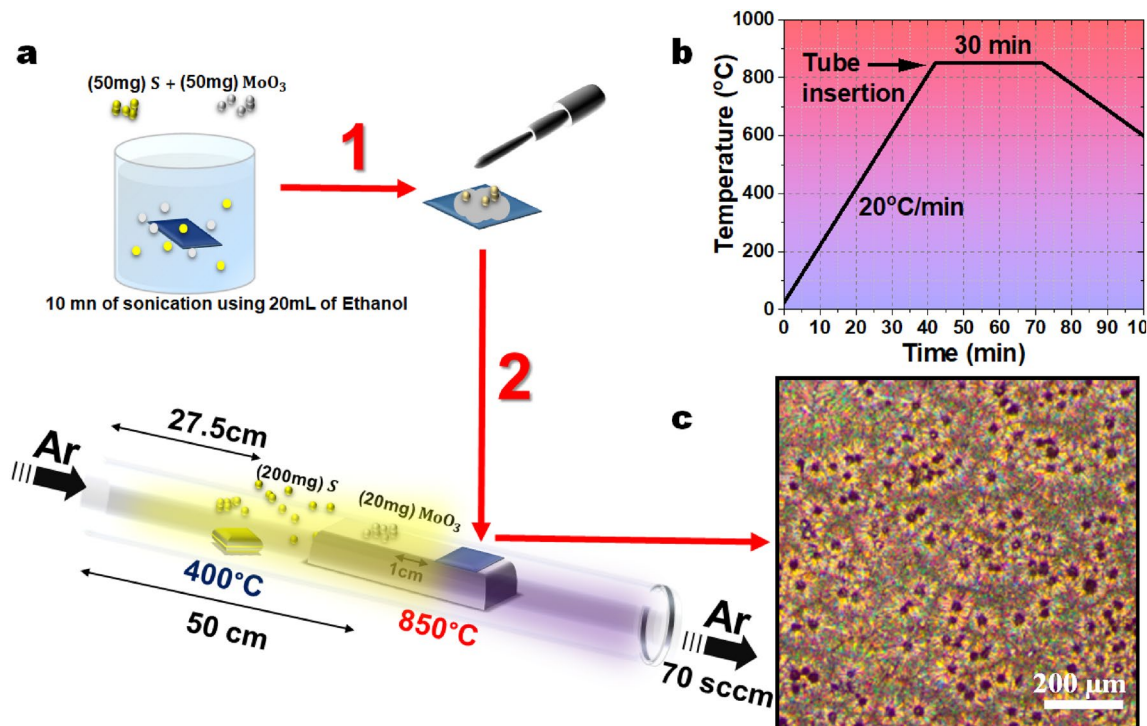 a
(50mg) S + (50mg) MoO₃
1
10 mn of sonication using 20mL of Ethanol
2
27.5cm
Ar
(200mg) S
(20mg) MoO₃
1cm
400°C
850°C
50 cm
Ar
70 sccm
b
1000
800
600
400
200
0
Temperature (°C)
30 min
Tube
insertion
20°C/min
0 10 20 30 40 50 60 70 80 90 100
Time (min)
c
200 µm